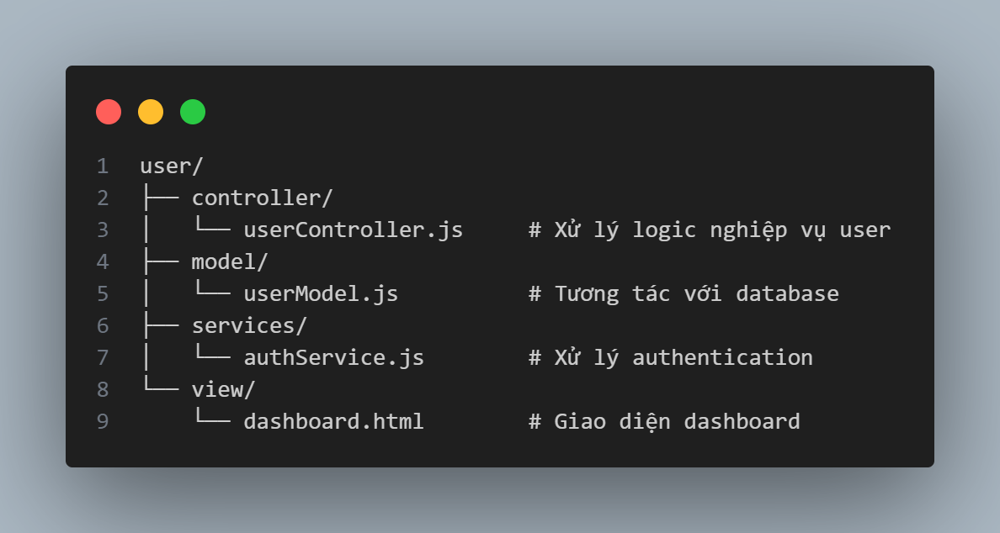 1 user/
2 ├── controller/
3 │   └── userController.js     # Xử lý logic nghiệp vụ user
4 ├── model/
5 │   └── userModel.js          # Tương tác với database
6 ├── services/
7 │   └── authService.js        # Xử lý authentication
8 └── view/
9     └── dashboard.html        # Giao diện dashboard